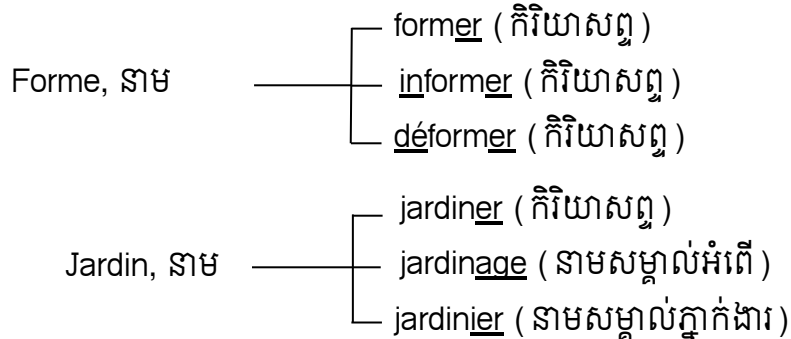 former ( កិរិយាសព្ទ )
Forme, នាម informer ( កិរិយាសព្ទ )
déformer ( កិរិយាសព្ទ )
jardiner ( កិរិយាសព្ទ )
Jardin, នាម jardinage ( នាមសម្គាល់អំពើ )
jardinier ( នាមសម្គាល់ភ្នាក់ងារ )